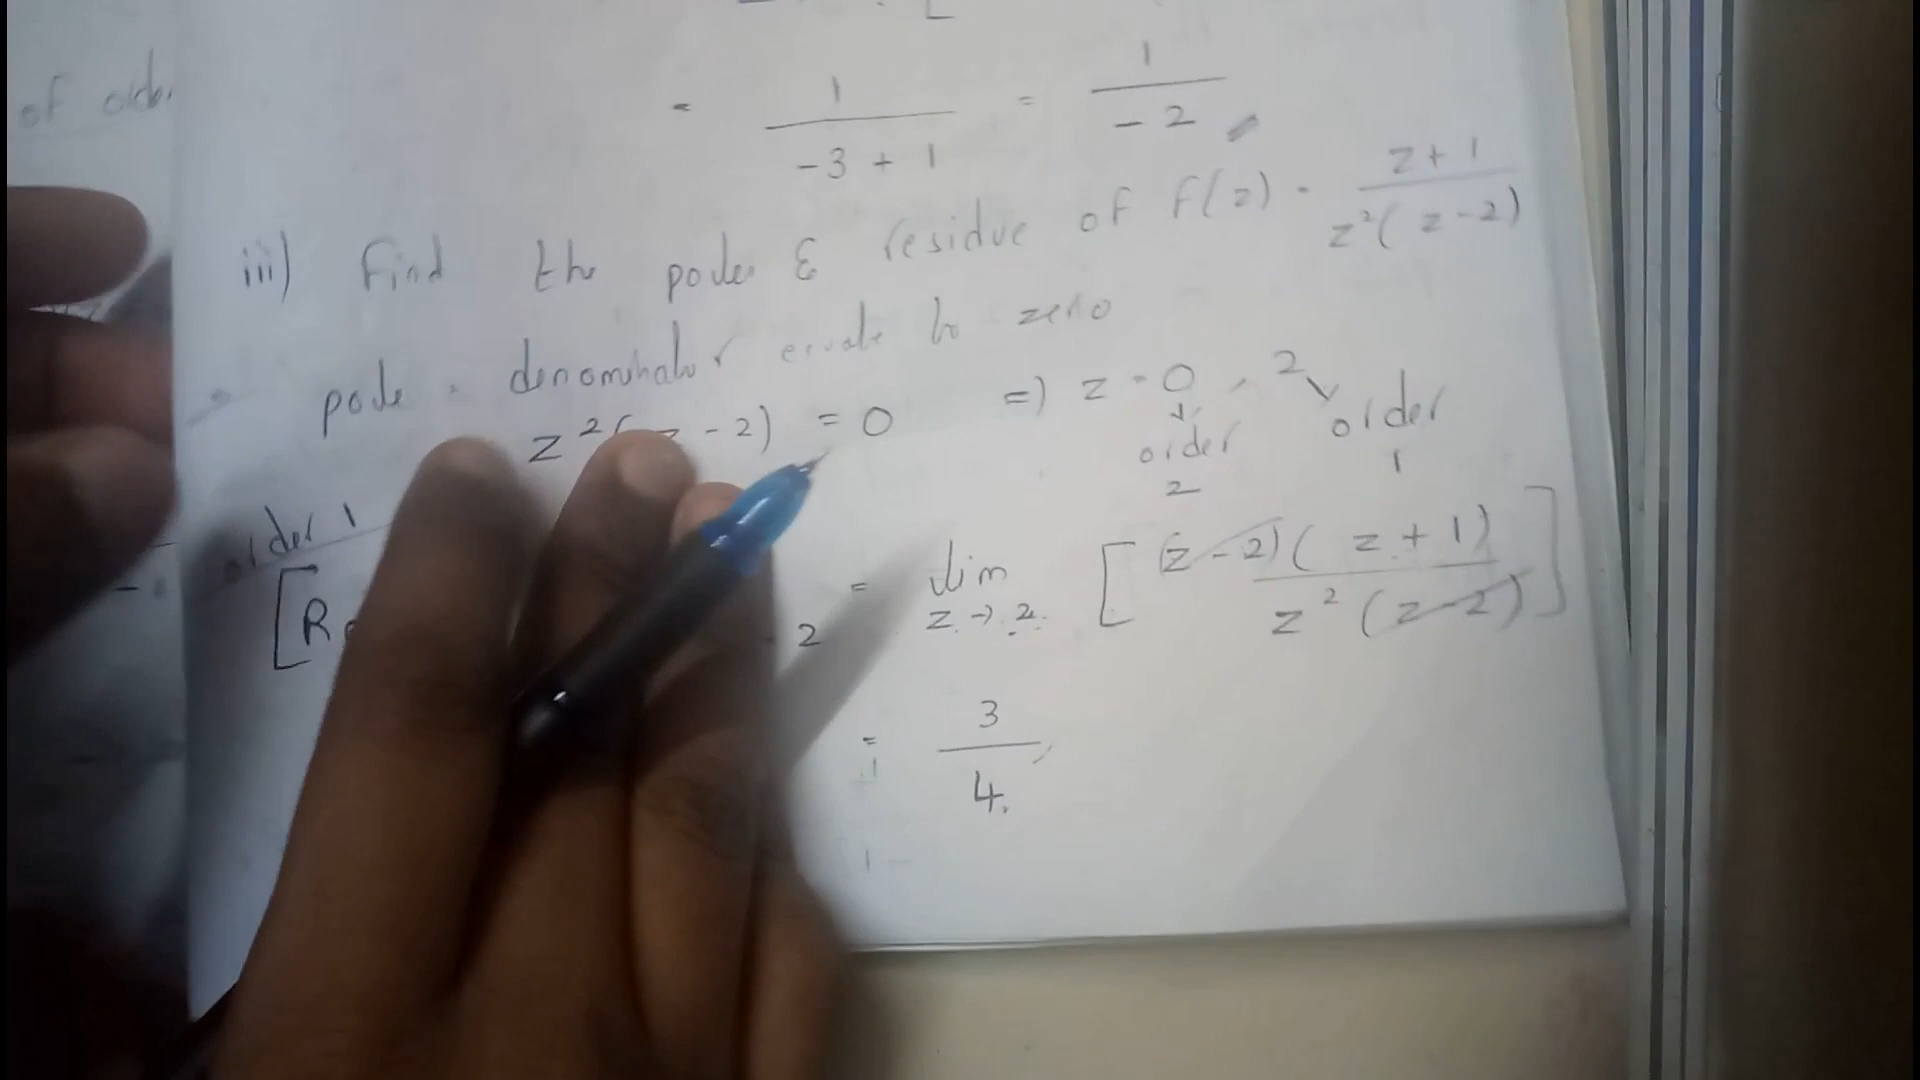 of order
= 1 / -3 + 1 = 1 / -2
iii) Find the poles & residue of f(z) = z+1 / z²(z-2)
pole = denominator equate to zero
z²(z-2) = 0 => z = 0, 2
order 2 order 1
order 1
[R 2 = lim z→2 [(z-2)(z+1) / z²(z-2)]
= 3 / 4.